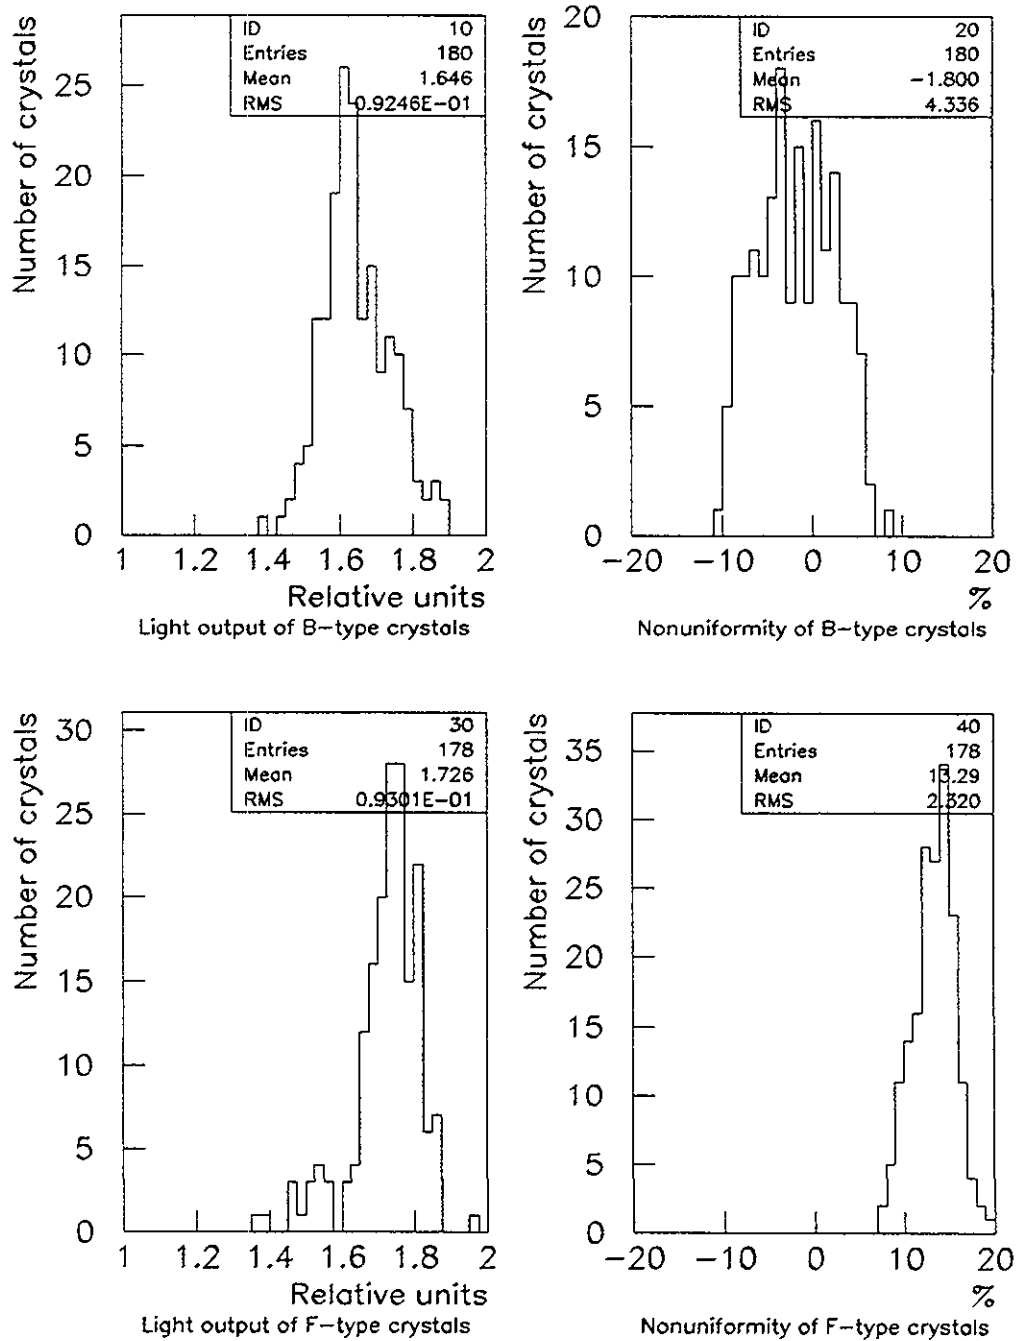 Number of crystals
ID 10
Entries 180
Mean 1.646
RMS 0.9246E-01
25
20
15
10
5
0
1 1.2 1.4 1.6 1.8 2
Relative units
Light output of B-type crystals
Number of crystals
ID 20
Entries 180
Mean -1.800
RMS 4.336
20
15
10
5
0
-20 -10 0 10 20
%
Nonuniformity of B-type crystals
Number of crystals
ID 30
Entries 178
Mean 1.726
RMS 0.9301E-01
30
25
20
15
10
5
0
1 1.2 1.4 1.6 1.8 2
Relative units
Light output of F-type crystals
Number of crystals
ID 40
Entries 178
Mean 13.29
RMS 2.320
35
30
25
20
15
10
5
0
-20 -10 0 10 20
%
Nonuniformity of F-type crystals